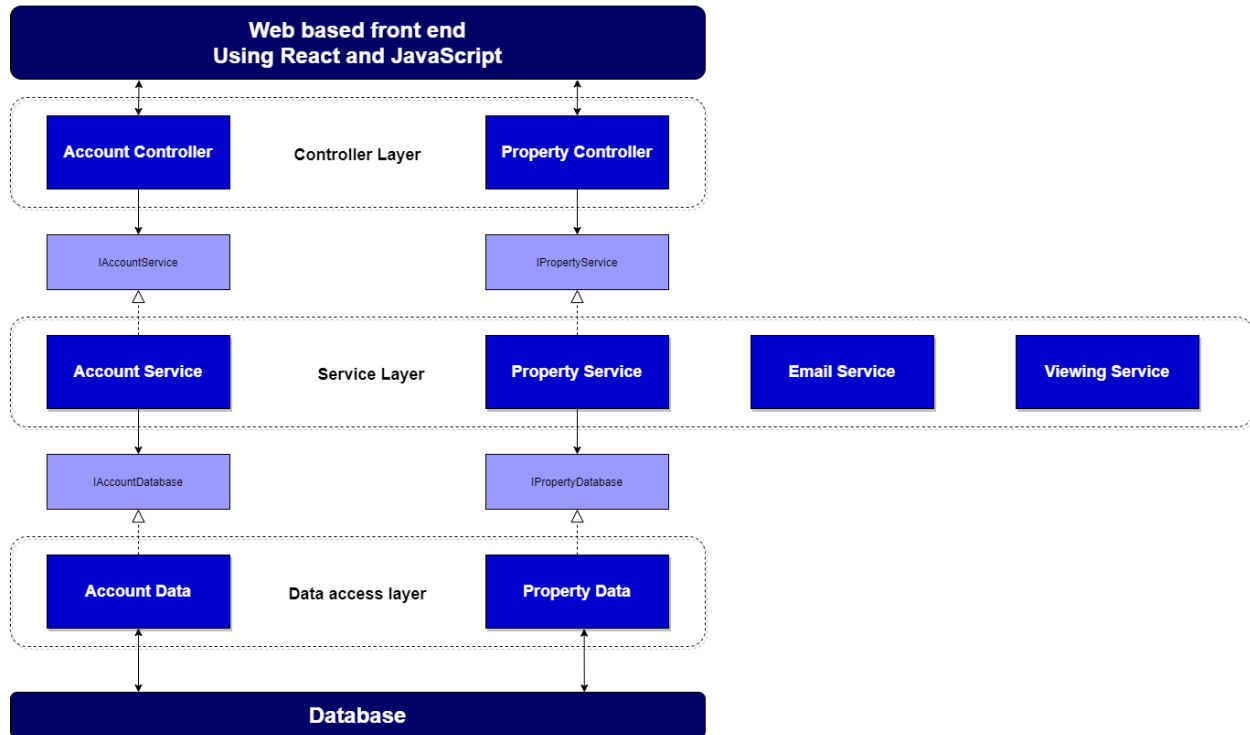 Web based front end
Using React and JavaScript
Account Controller
Controller Layer
Property Controller
IAccountService
IPropertyService
Account Service
Service Layer
Property Service
Email Service
Viewing Service
IAccountDatabase
IPropertyDatabase
Account Data
Data access layer
Property Data
Database